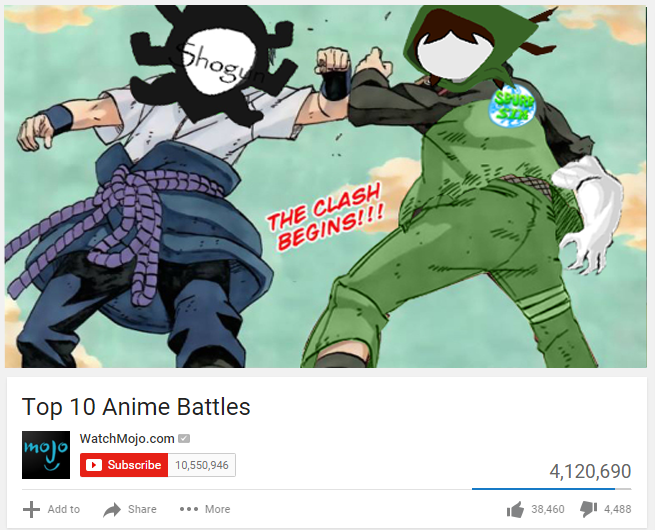 Shogun
SPURR
SIX
THE CLASH
BEGINS!!!
Top 10 Anime Battles
mojo
WatchMojo.com
Subscribe 10,550,946
4,120,690
Add to Share More 38,460 4,488